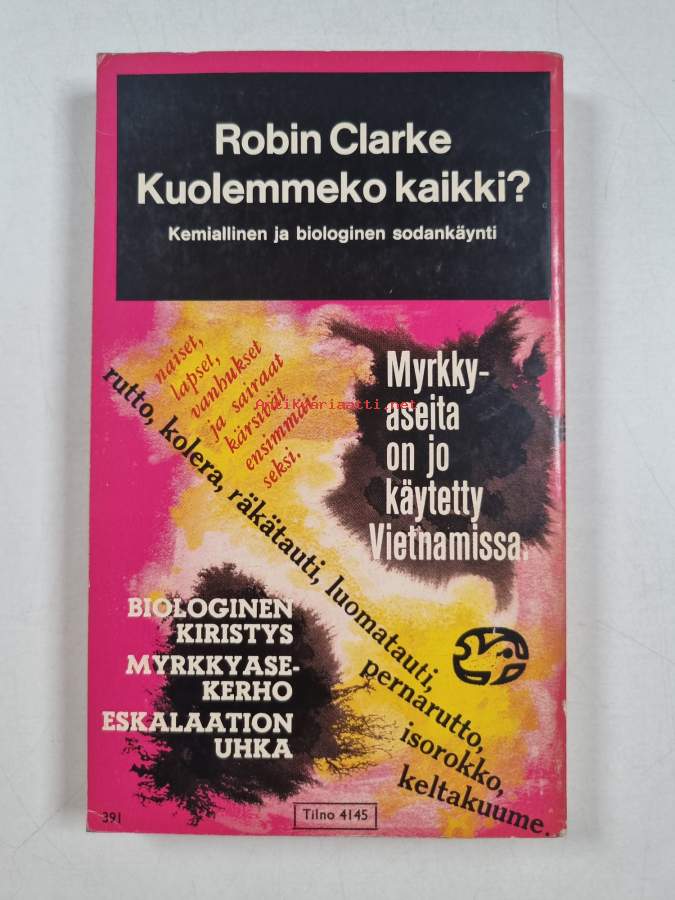 Robin Clarke
Kuolemmeko kaikki?
Kemiallinen ja biologinen sodankäynti
naiset,
lapset,
vanhukset
ja sairaat
kärsivät
ensimmäi-
seksi.
Antikvariaatti.net
rutto, kolera, räkätauti, luomatauti,
pernarutto,
isorokko,
keltakuume.
Myrkky-
aseita
on jo
käytetty
Vietnamissa.
BIOLOGINEN
KIRISTYS
MYRKKYASE-
KERHO
ESKALAATION
UHKA
391
Tilno 4145